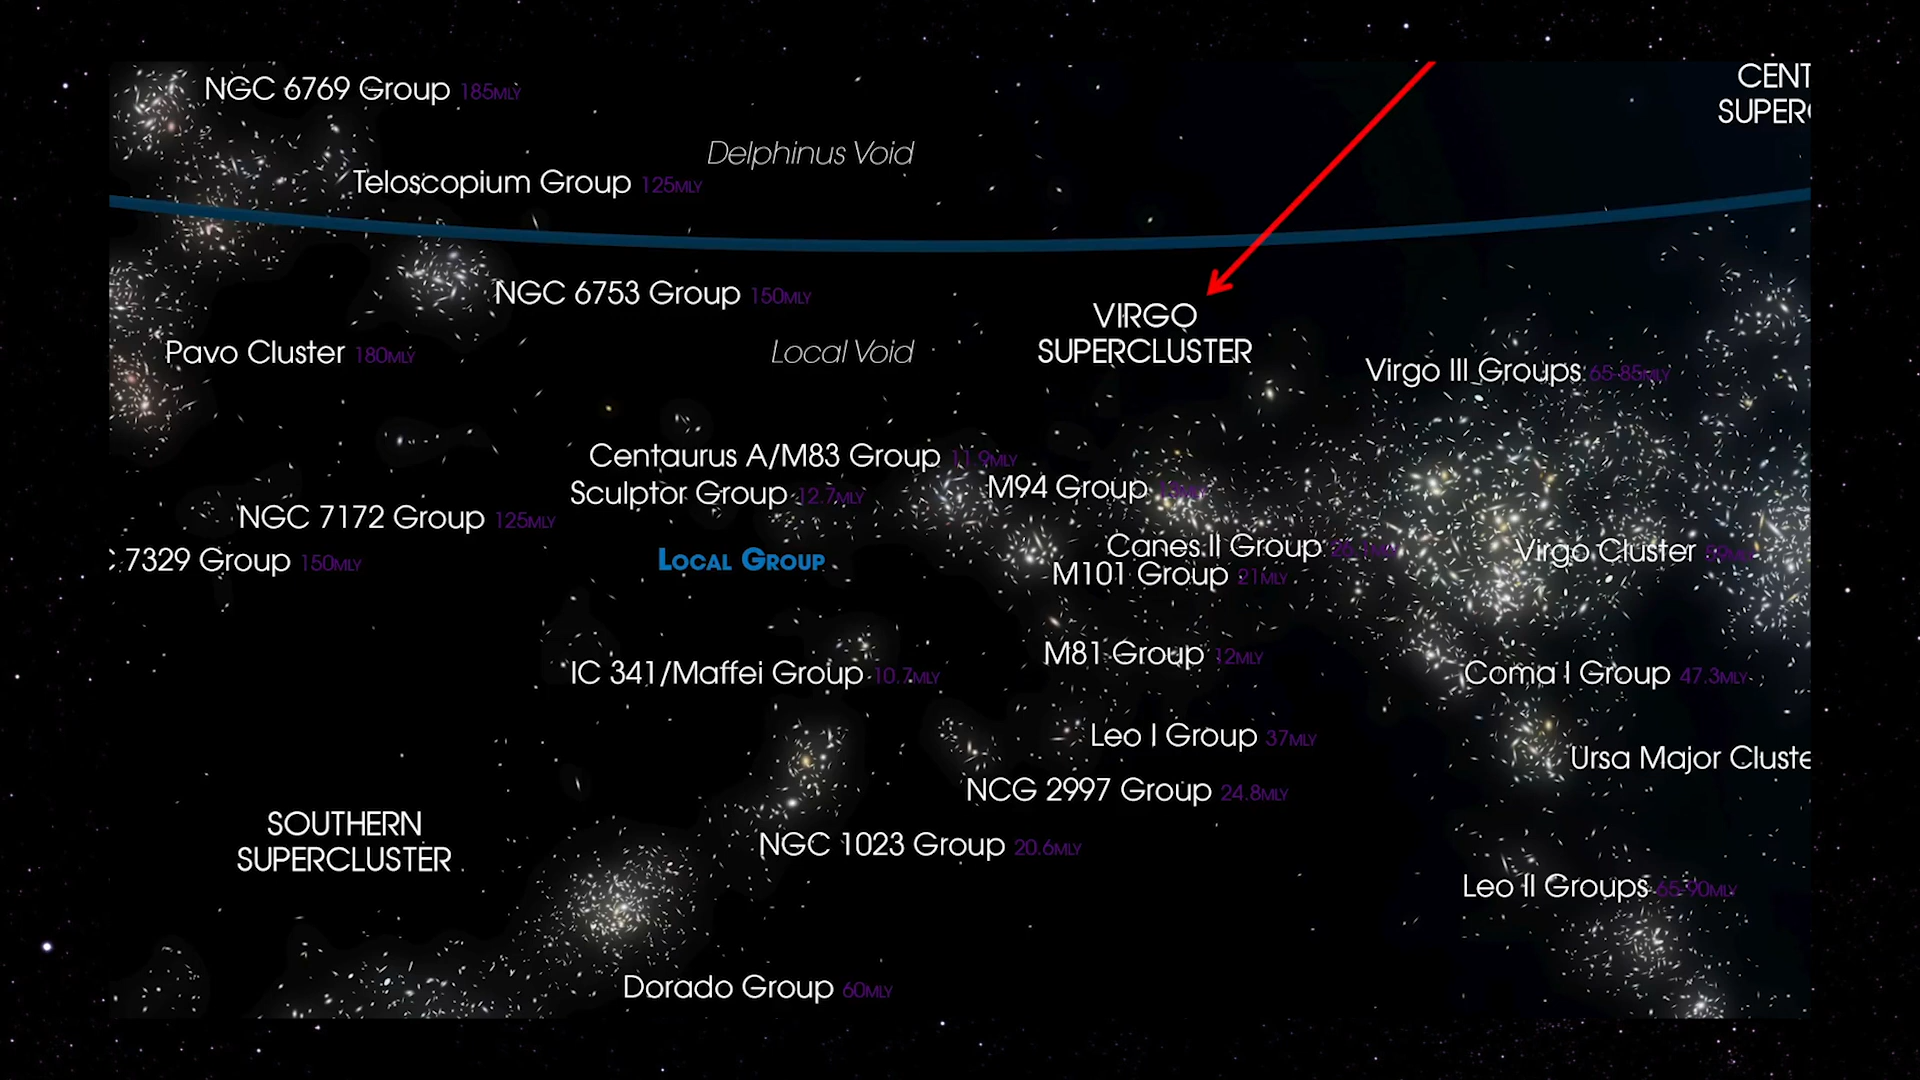 NGC 6769 Group 185MLY
CENT
SUPER
Delphinus Void
Teloscopium Group 125MLY
NGC 6753 Group 150MLY
VIRGO
SUPERCLUSTER
Pavo Cluster 180MLY
Local Void
Virgo III Groups 65-85MLY
Centaurus A/M83 Group 11.9MLY
Sculptor Group 12.7MLY
M94 Group
NGC 7172 Group 125MLY
Canes II Group
Virgo Cluster
7329 Group 150MLY
LOCAL GROUP
M101 Group 21MLY
M81 Group 12MLY
IC 341/Maffei Group 10.7MLY
Coma I Group 47.3MLY
Leo I Group 37MLY
Ursa Major Cluste
NCG 2997 Group 24.8MLY
SOUTHERN
SUPERCLUSTER
NGC 1023 Group 20.6MLY
Leo II Groups 65-90MLY
Dorado Group 60MLY